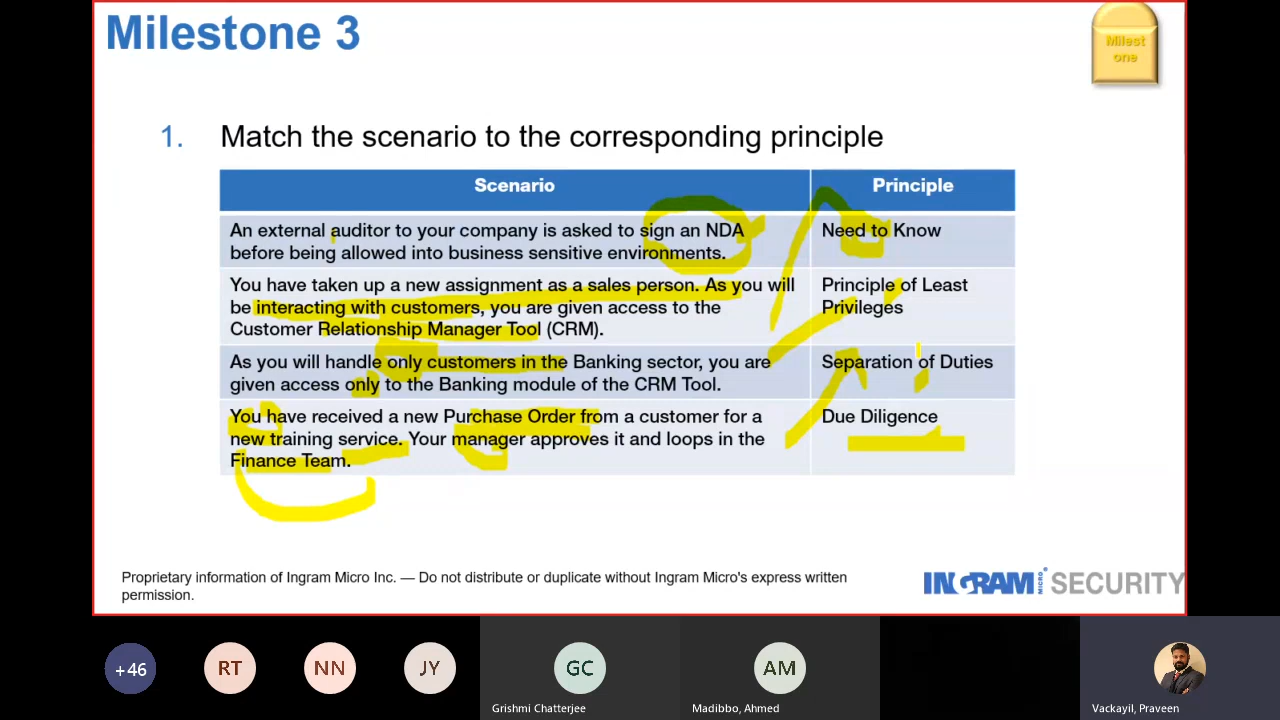 Milestone 3
Milest
one
1. Match the scenario to the corresponding principle
Scenario
Principle
An external auditor to your company is asked to sign an NDA
before being allowed into business sensitive environments.
Need to Know
You have taken up a new assignment as a sales person. As you will
be interacting with customers, you are given access to the
Customer Relationship Manager Tool (CRM).
Principle of Least
Privileges
As you will handle only customers in the Banking sector, you are
given access only to the Banking module of the CRM Tool.
Separation of Duties
You have received a new Purchase Order from a customer for a
new training service. Your manager approves it and loops in the
Finance Team.
Due Diligence
Proprietary information of Ingram Micro Inc. — Do not distribute or duplicate without Ingram Micro's express written
permission.
INGRAM MICRO SECURITY
+46
RT
NN
JY
GC
AM
Grishmi Chatterjee
Madibbo, Ahmed
Vackayil, Praveen